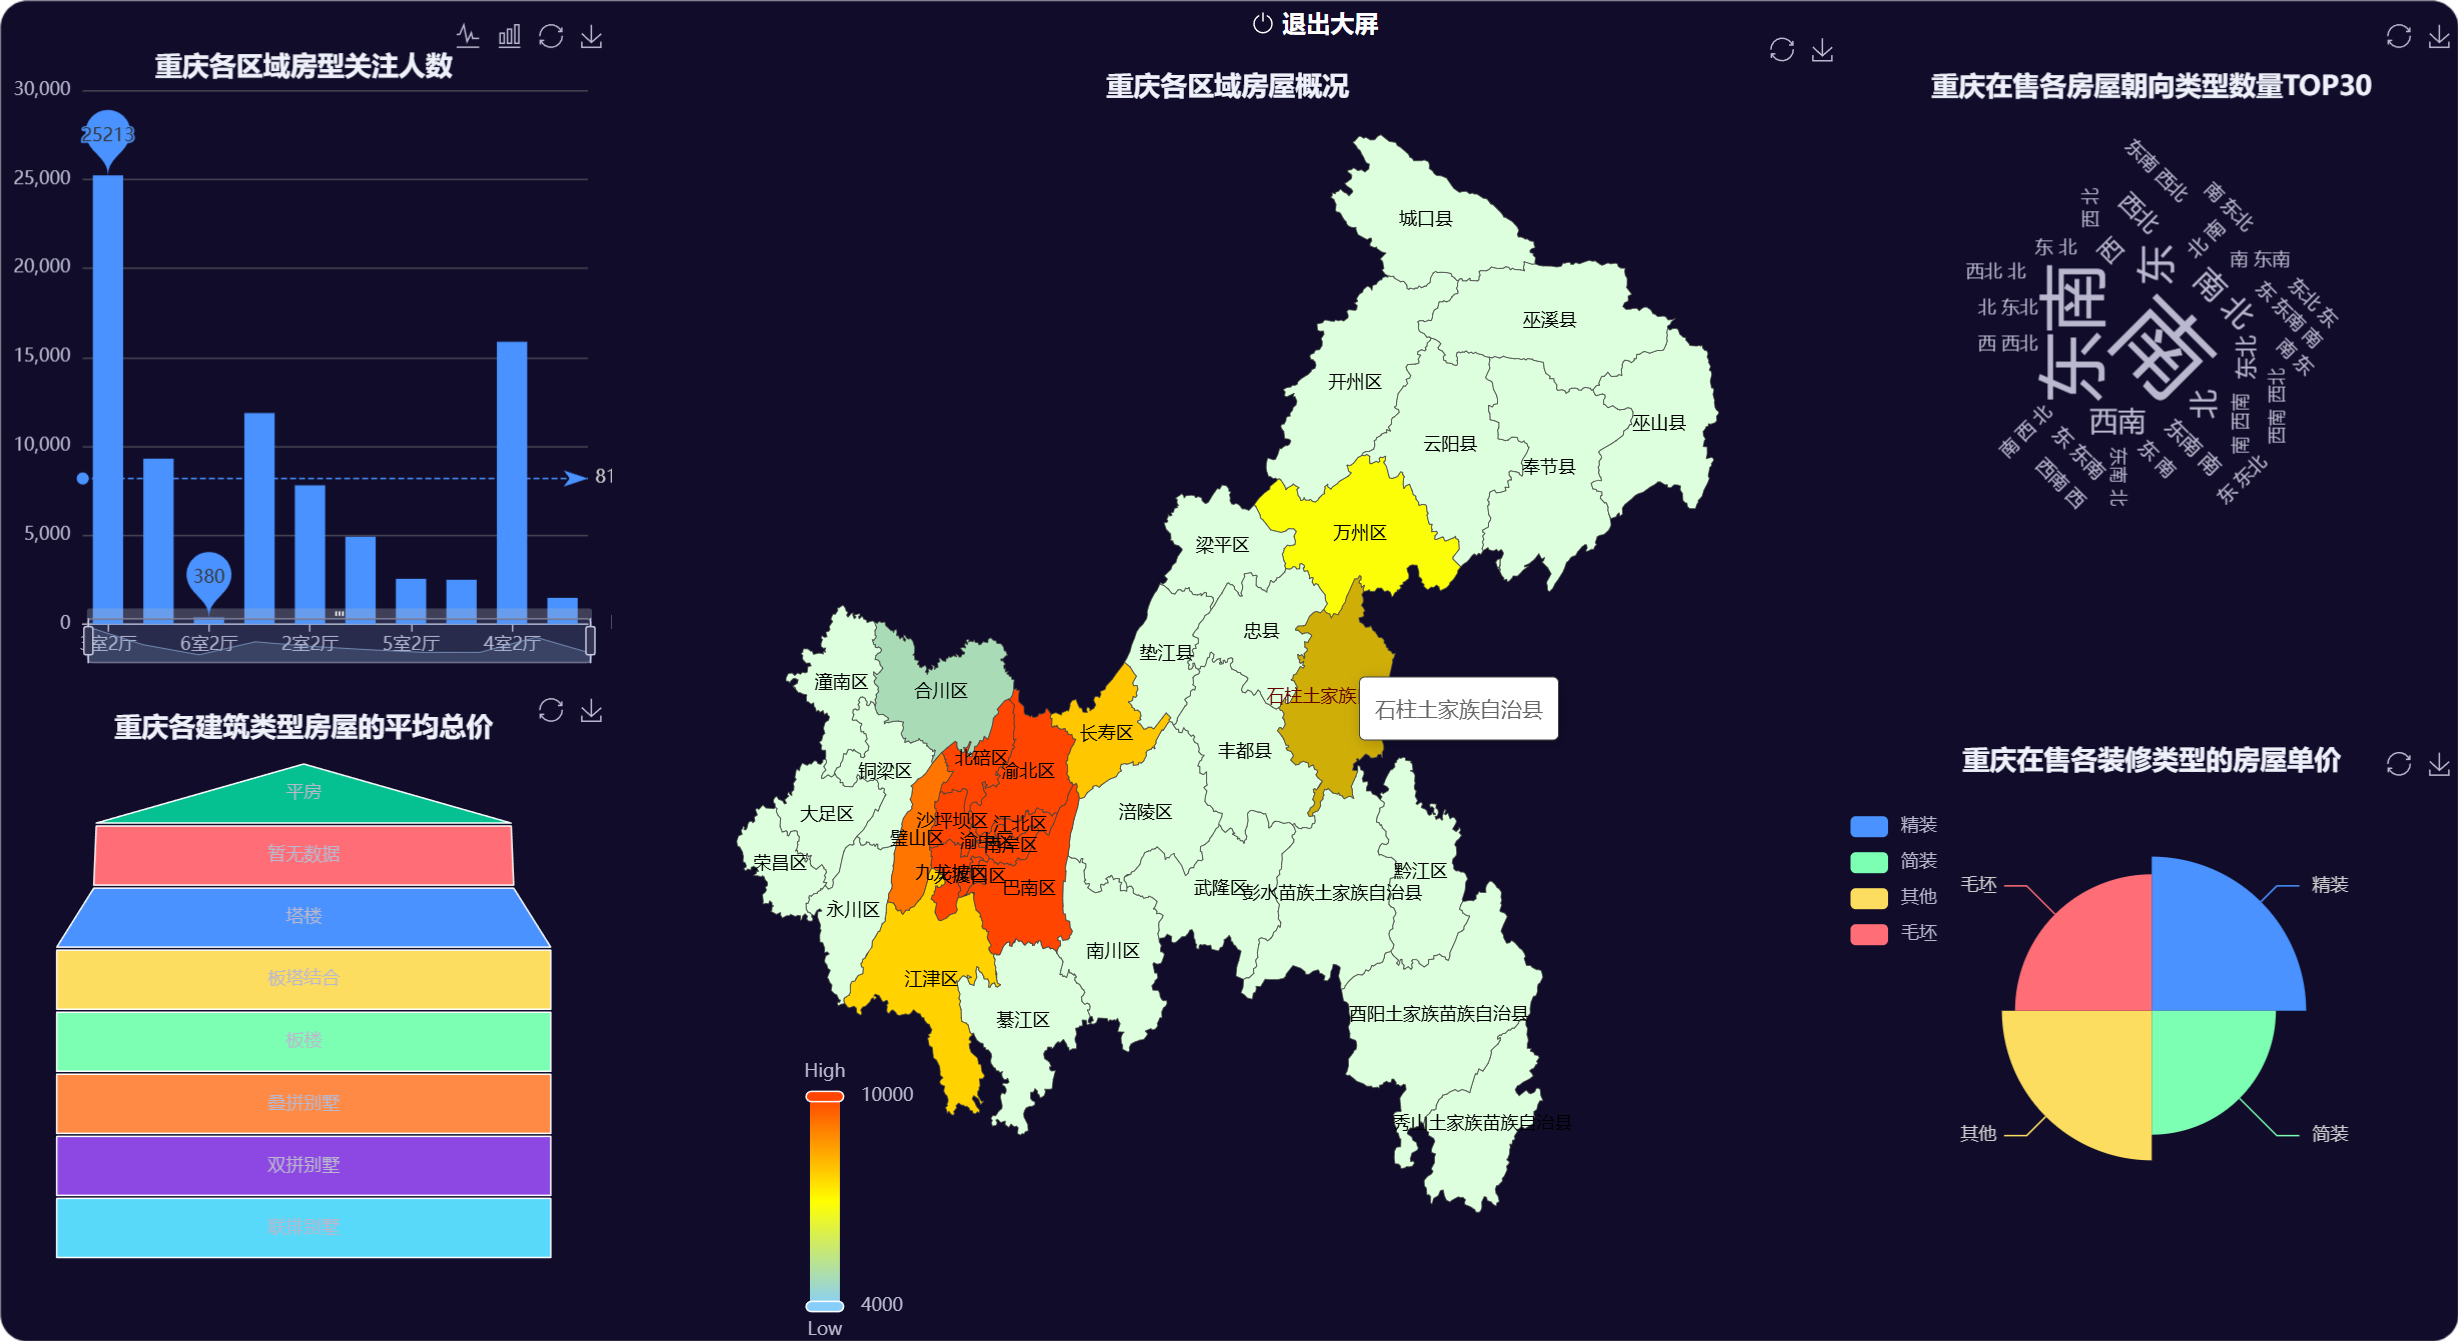 退出大屏
重庆各区域房型关注人数
30,000
25,000
20,000
15,000
10,000
5,000
0
25213
380
81
3室2厅
6室2厅
2室2厅
5室2厅
4室2厅
重庆各建筑类型房屋的平均总价
平房
暂无数据
塔楼
板塔结合
板楼
叠拼别墅
双拼别墅
重庆各区域房屋概况
城口县
巫溪县
开州区
巫山县
云阳县
奉节县
万州区
梁平区
忠县
垫江县
石柱土家族
石柱土家族自治县
潼南区
合川区
长寿区
丰都县
北碚区
渝北区
铜梁区
大足区
涪陵区
沙坪坝区
江北区
璧山区
渝中区
南岸区
荣昌区
九龙坡区
大渡口区
巴南区
黔江区
武隆区
彭水苗族土家族自治县
永川区
南川区
江津区
綦江区
酉阳土家族苗族自治县
秀山土家族苗族自治县
High
10000
4000
Low
重庆在售各房屋朝向类型数量TOP30
东南 西北
南 东北
西北
西 北
北 南
东 北
西
东
南 东南
西北 北
南 北
东北 东
东 东南 南
北 东北
东南
南
西 西北
东北
南 东
西南 西北
北
南 西南
西南
南 西 北
东南 南
东 东南
东 南
东南 北
西南 西
东 东北
重庆在售各装修类型的房屋单价
精装
简装
其他
毛坯
毛坯
精装
其他
简装